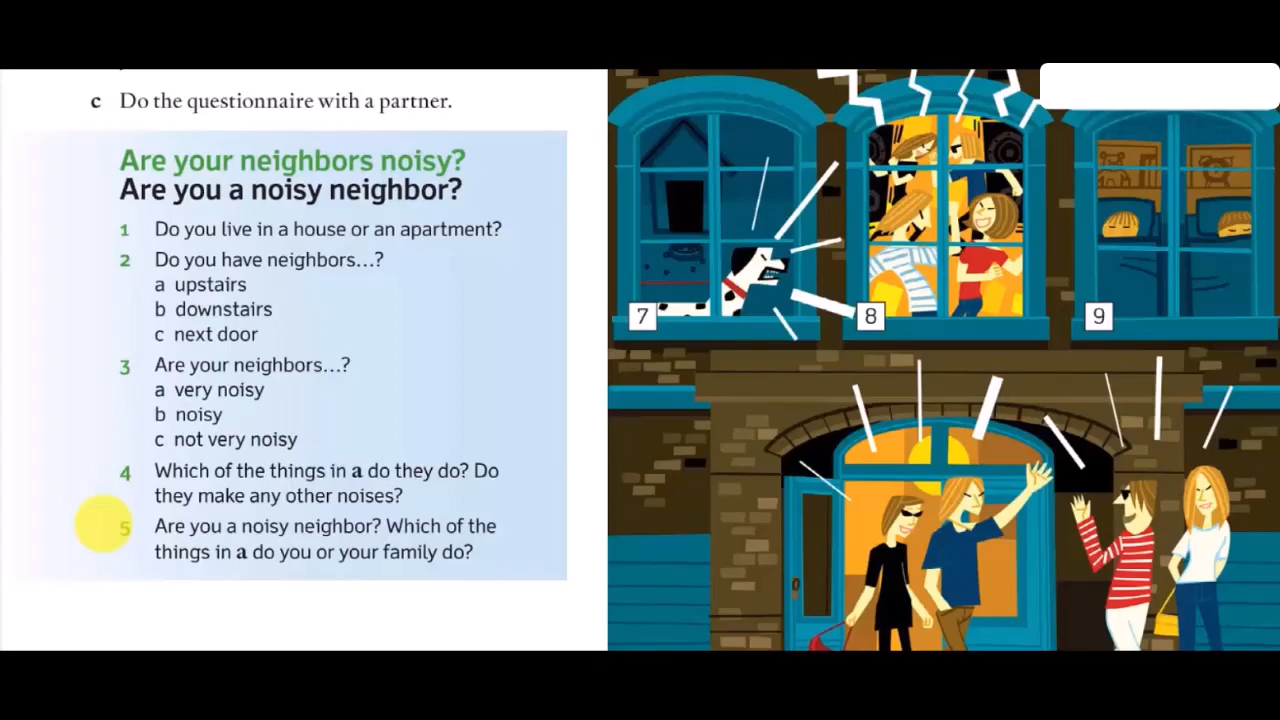 c Do the questionnaire with a partner.
Are your neighbors noisy?
Are you a noisy neighbor?
1 Do you live in a house or an apartment?
2 Do you have neighbors...?
a upstairs
b downstairs
c next door
3 Are your neighbors...?
a very noisy
b noisy
c not very noisy
4 Which of the things in a do they do? Do
they make any other noises?
5 Are you a noisy neighbor? Which of the
things in a do you or your family do?
7
8
9